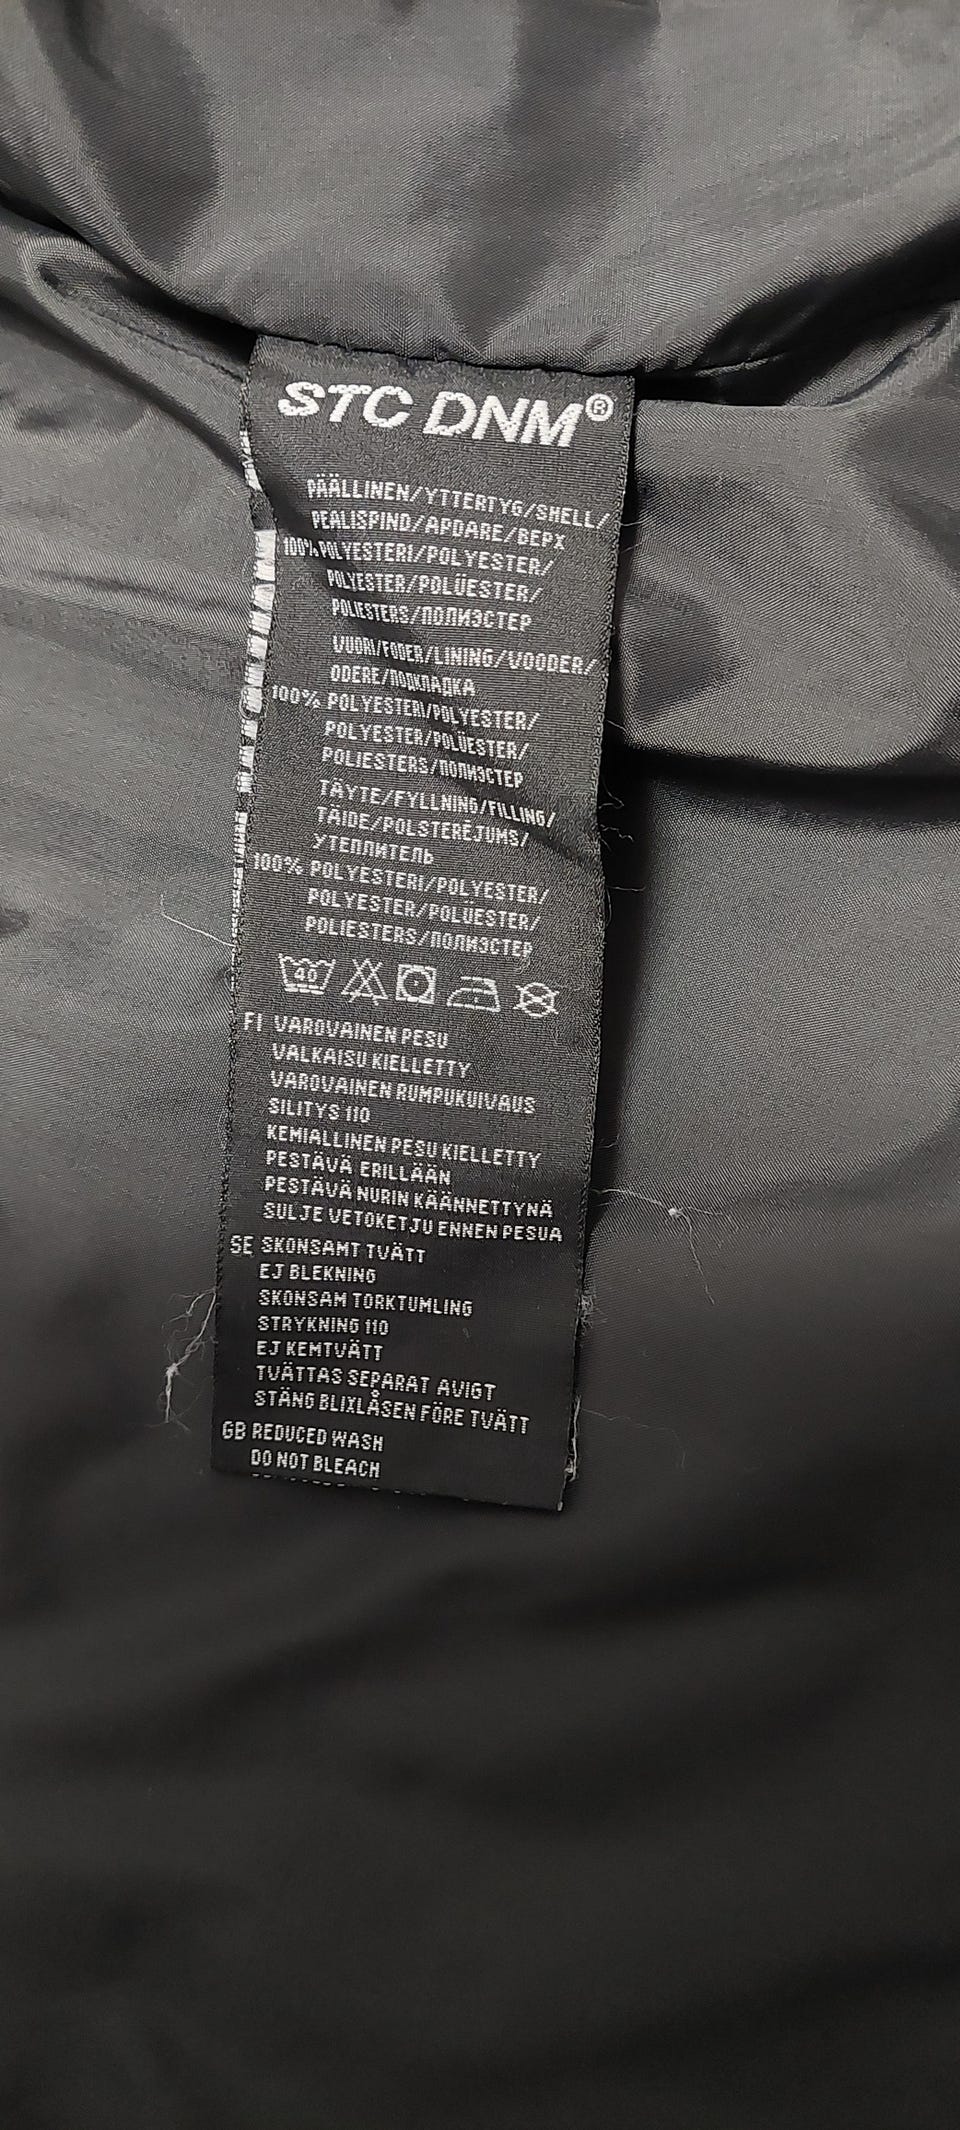 STC DNM®
PÄÄLLINEN/YTTERTYG/SHELL/
PEALISPIND/APDARE/ВЕРХ
100% POLYESTERI/POLYESTER/
POLYESTER/POLÜESTER/
POLIESTERS/ПОЛИЭСТЕР
VUORI/FODER/LINING/VOODER/
ODERE/ПОДКЛАДКА
100% POLYESTERI/POLYESTER/
POLYESTER/POLÜESTER/
POLIESTERS/ПОЛИЭСТЕР
TÄYTE/FYLLNING/FILLING/
TÄIDE/POLSTERĒJUMS/
УТЕПЛИТЕЛЬ
100% POLYESTERI/POLYESTER/
POLYESTER/POLÜESTER/
POLIESTERS/ПОЛИЭСТЕР
40
FI VAROVAINEN PESU
VALKAISU KIELLETTY
VAROVAINEN RUMPUKUIVAUS
SILITYS 110
KEMIALLINEN PESU KIELLETTY
PESTÄVÄ ERILLÄÄN
PESTÄVÄ NURIN KÄÄNNETTYNÄ
SULJE VETOKETJU ENNEN PESUA
SE SKONSAMT TVÄTT
EJ BLEKNING
SKONSAM TORKTUMLING
STRYKNING 110
EJ KEMTVÄTT
TVÄTTAS SEPARAT AVIGT
STÄNG BLIXLÅSEN FÖRE TVÄTT
GB REDUCED WASH
DO NOT BLEACH